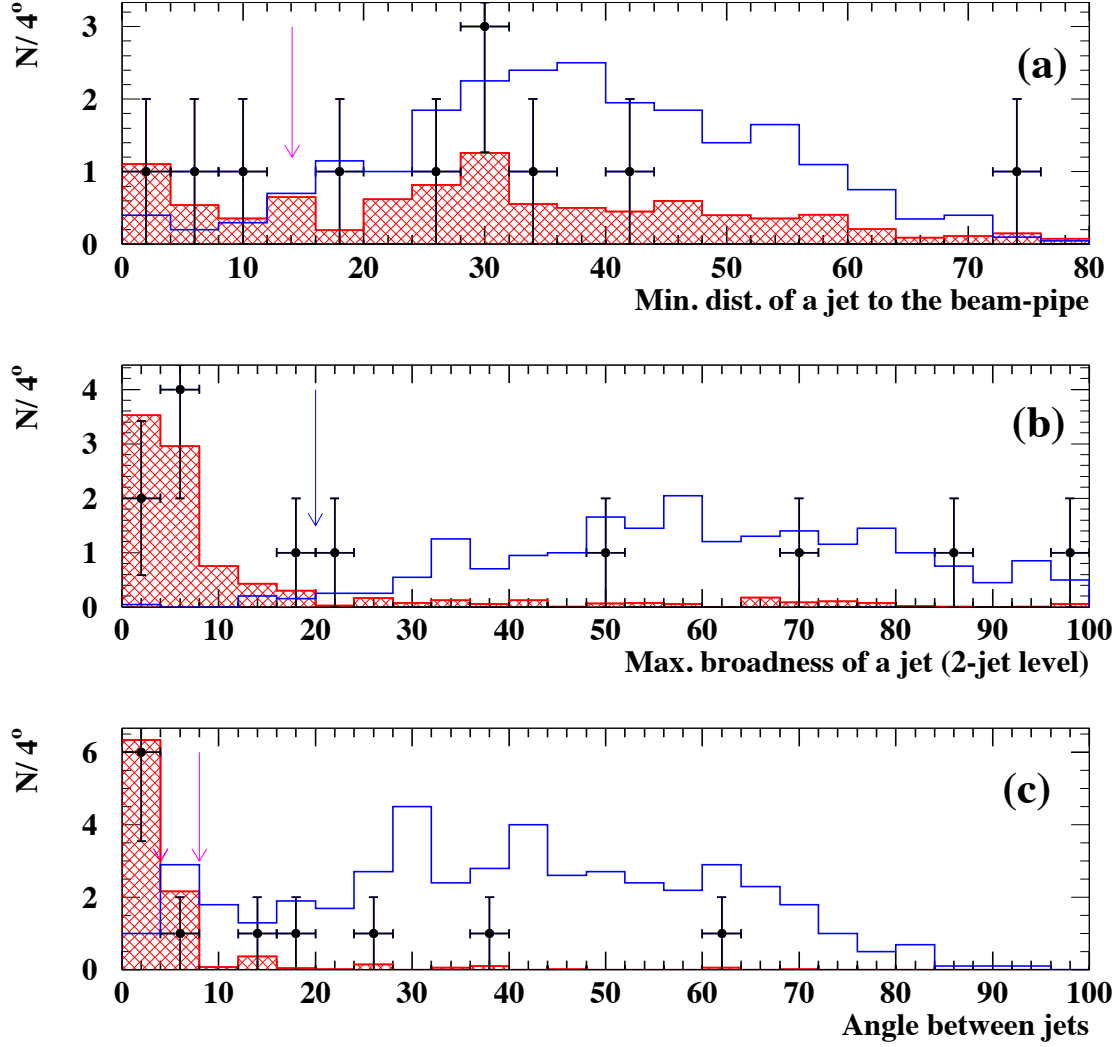 N/ 4°
3
2
1
0
(a)
0 10 20 30 40 50 60 70 80
Min. dist. of a jet to the beam-pipe
N/ 4°
4
3
2
1
0
(b)
0 10 20 30 40 50 60 70 80 90 100
Max. broadness of a jet (2-jet level)
N/ 4°
6
4
2
0
(c)
0 10 20 30 40 50 60 70 80 90 100
Angle between jets